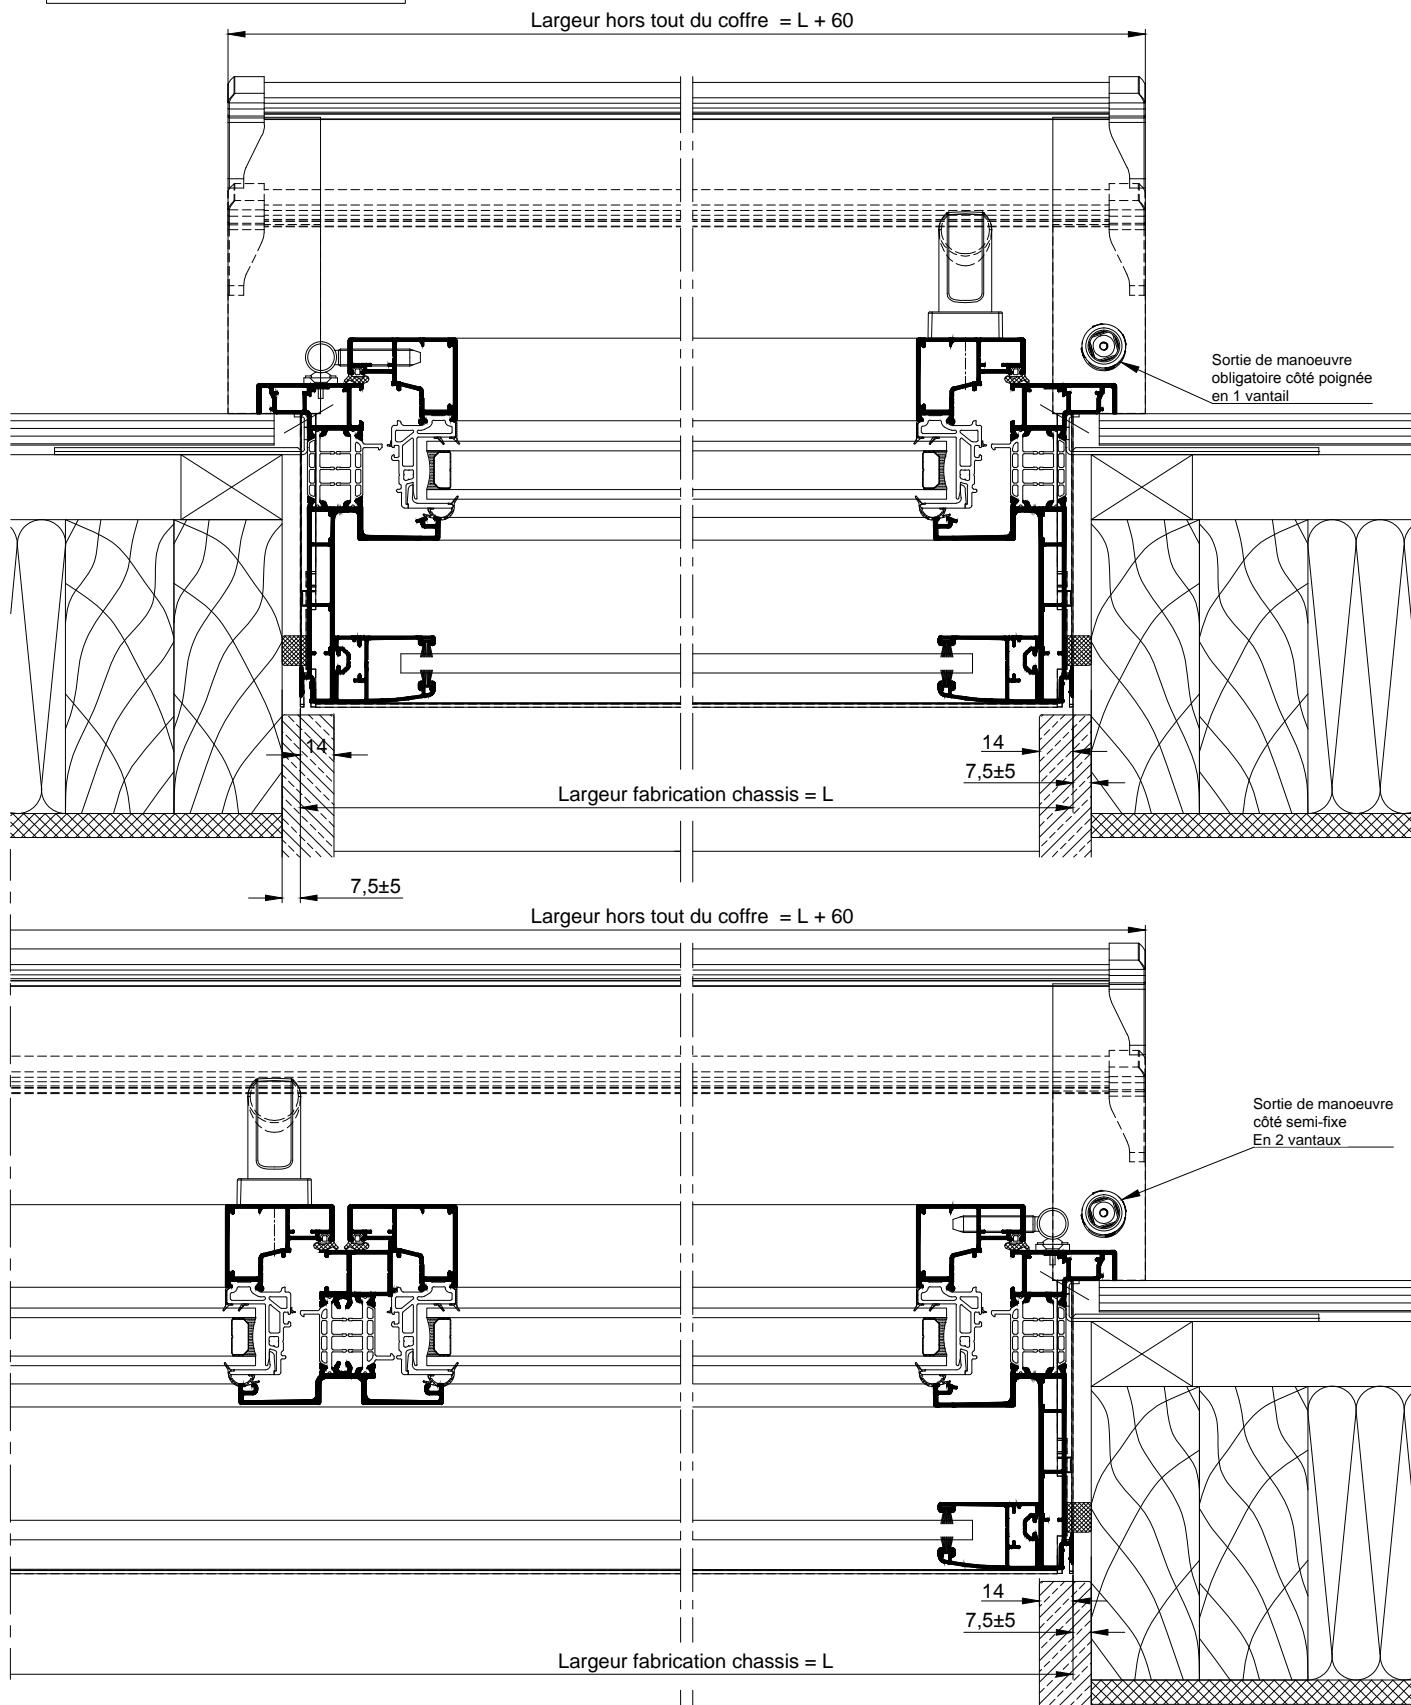 Largeur hors tout du coffre  = L + 60
Sortie de manoeuvre
obligatoire côté poignée
en 1 vantail
14
14
7,5±5
Largeur fabrication chassis = L
7,5±5
Largeur hors tout du coffre  = L + 60
Sortie de manoeuvre
côté semi-fixe
En 2 vantaux
14
7,5±5
Largeur fabrication chassis = L